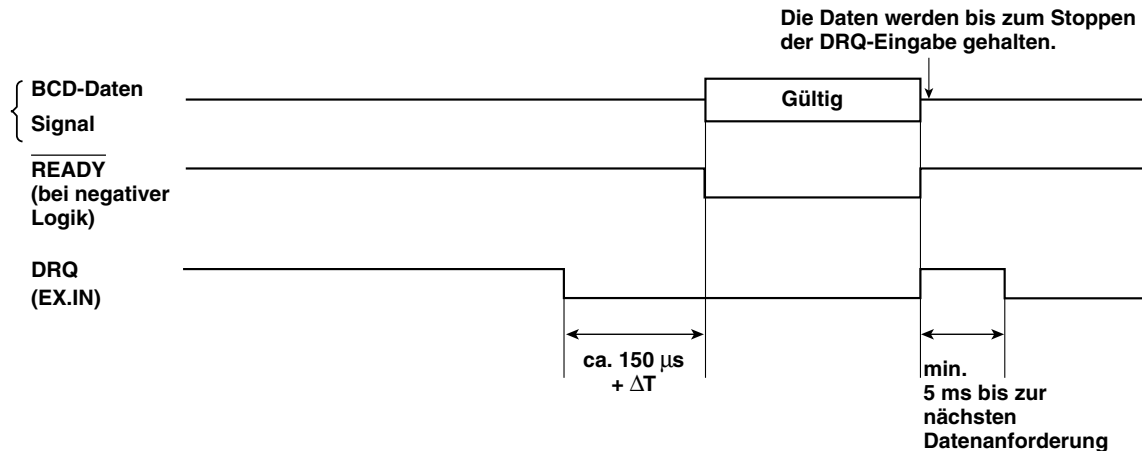 Die Daten werden bis zum Stoppen
der DRQ-Eingabe gehalten.
BCD-Daten
Signal
Gültig
READY
(bei negativer
Logik)
DRQ
(EX.IN)
ca. 150 µs
+ ΔT
min.
5 ms bis zur
nächsten
Datenanforderung